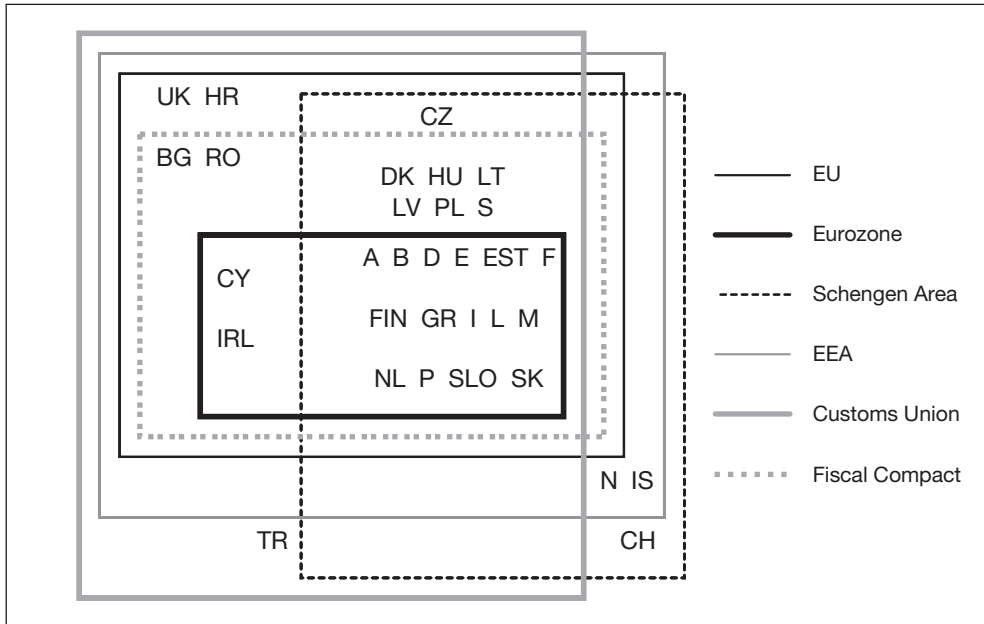 UK HR
CZ
BG RO
DK HU LT
LV PL S
A B D E EST F
CY
FIN GR I L M
IRL
NL P SLO SK
N IS
TR
CH
EU
Eurozone
Schengen Area
EEA
Customs Union
Fiscal Compact